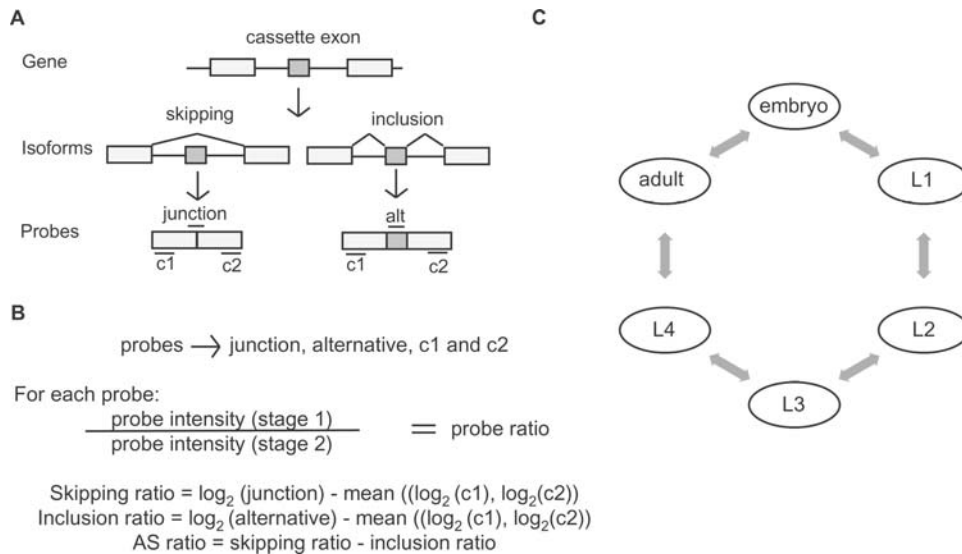 A
cassette exon
Gene
skipping
inclusion
Isoforms
junction
alt
Probes
c1
c2
c1
c2
B
probes → junction, alternative, c1 and c2
For each probe:
probe intensity (stage 1)
probe intensity (stage 2)
= probe ratio
Skipping ratio = log2 (junction) - mean ((log2 (c1), log2(c2))
Inclusion ratio = log2 (alternative) - mean ((log2 (c1), log2(c2))
AS ratio = skipping ratio - inclusion ratio
C
embryo
adult
L1
L4
L2
L3